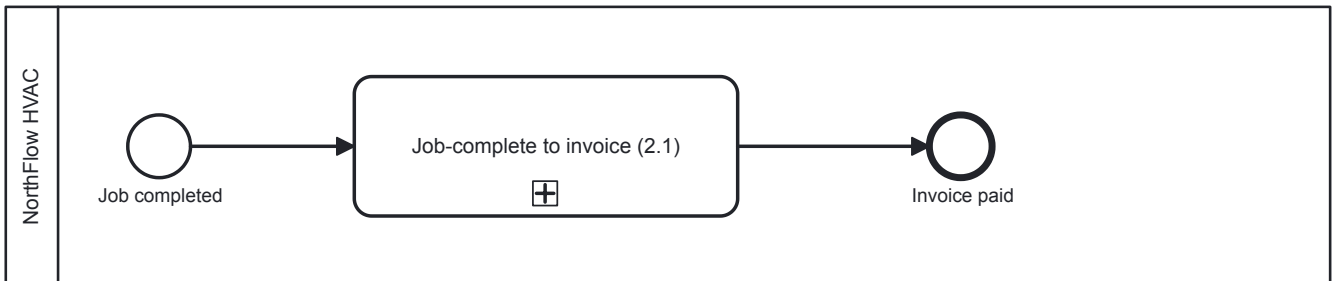 NorthFlow HVAC
Job completed
Job-complete to invoice (2.1)
Invoice paid